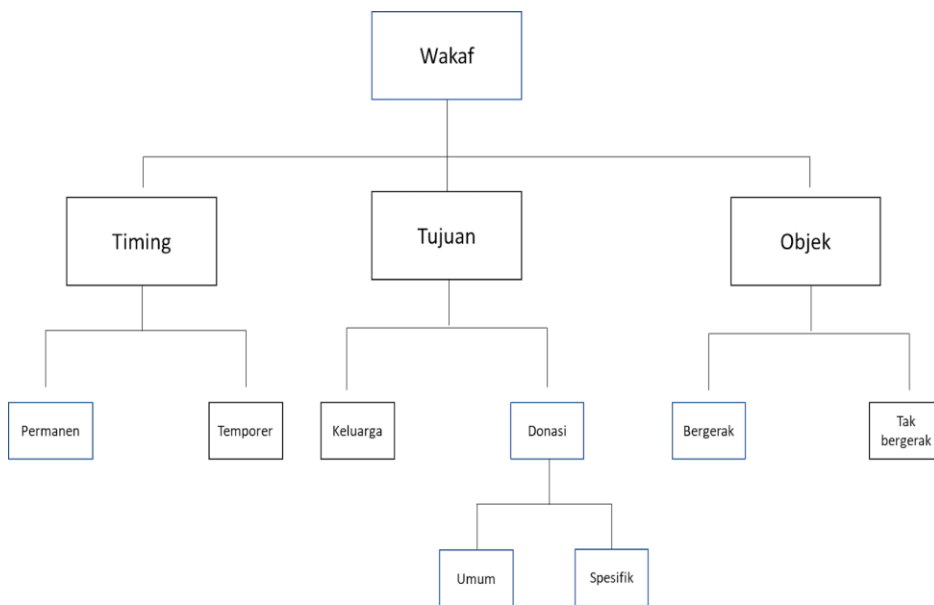 Wakaf
Timing
Tujuan
Objek
Permanen
Temporer
Keluarga
Donasi
Bergerak
Tak
bergerak
Umum
Spesifik